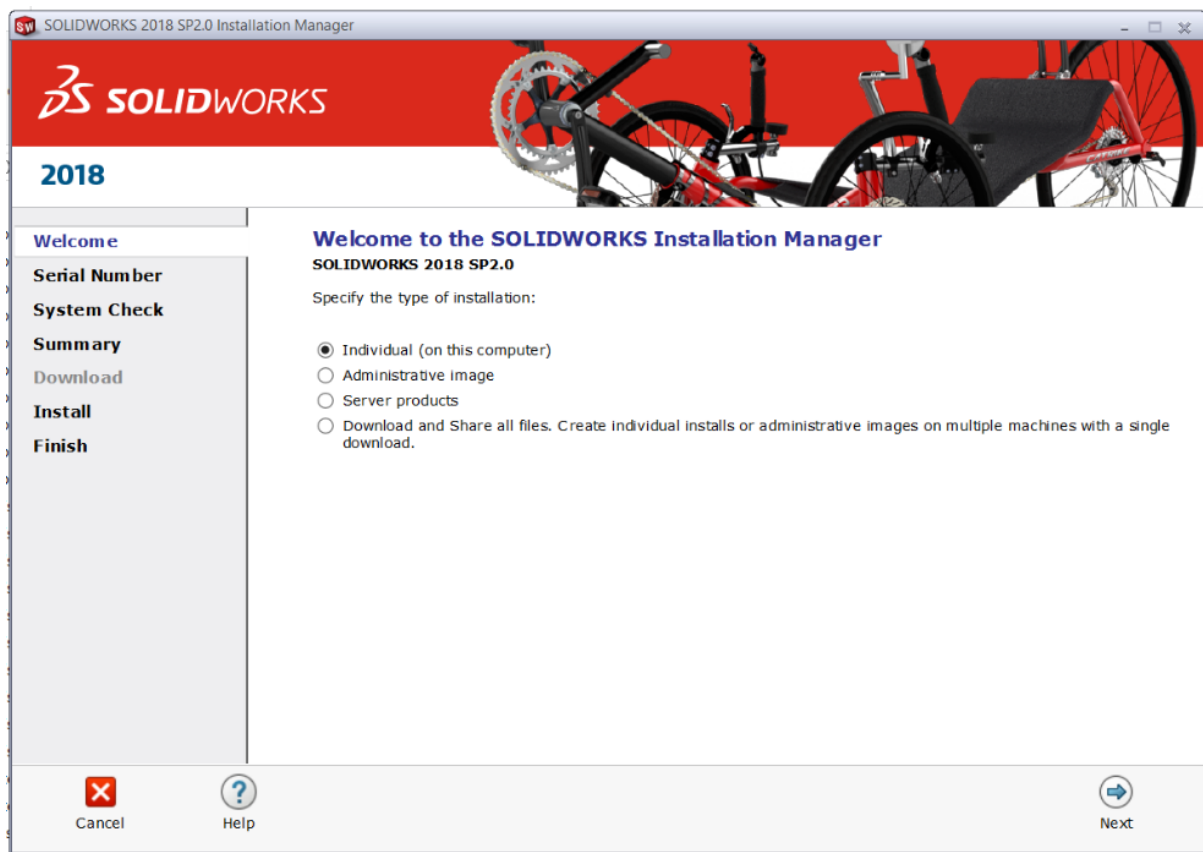 SOLIDWORKS 2018 SP2.0 Installation Manager
SOLIDWORKS
2018
Welcome
Serial Number
System Check
Summary
Download
Install
Finish
Welcome to the SOLIDWORKS Installation Manager
SOLIDWORKS 2018 SP2.0
Specify the type of installation:
Individual (on this computer)
Administrative image
Server products
Download and Share all files. Create individual installs or administrative images on multiple machines with a single
download.
Cancel
Help
Next